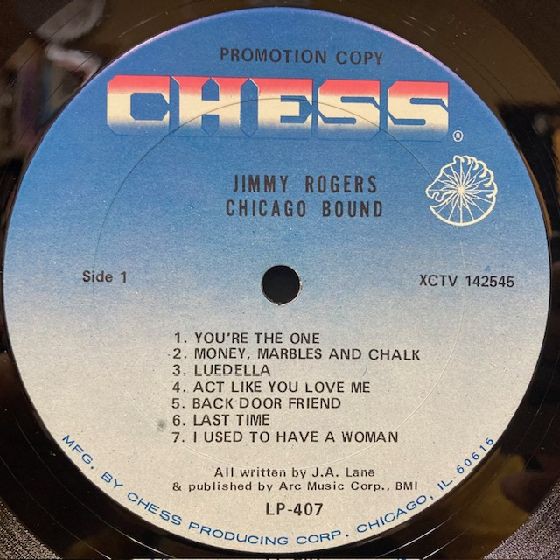 PROMOTION COPY
CHESS
®
JIMMY ROGERS
CHICAGO BOUND
Side 1
XCTV 142545
1. YOU'RE THE ONE
2. MONEY, MARBLES AND CHALK
3. LUEDELLA
4. ACT LIKE YOU LOVE ME
5. BACK DOOR FRIEND
6. LAST TIME
7. I USED TO HAVE A WOMAN
All written by J.A. Lane
& published by Arc Music Corp., BMI
LP-407
MFG. BY CHESS PRODUCING CORP. CHICAGO, IL 60616